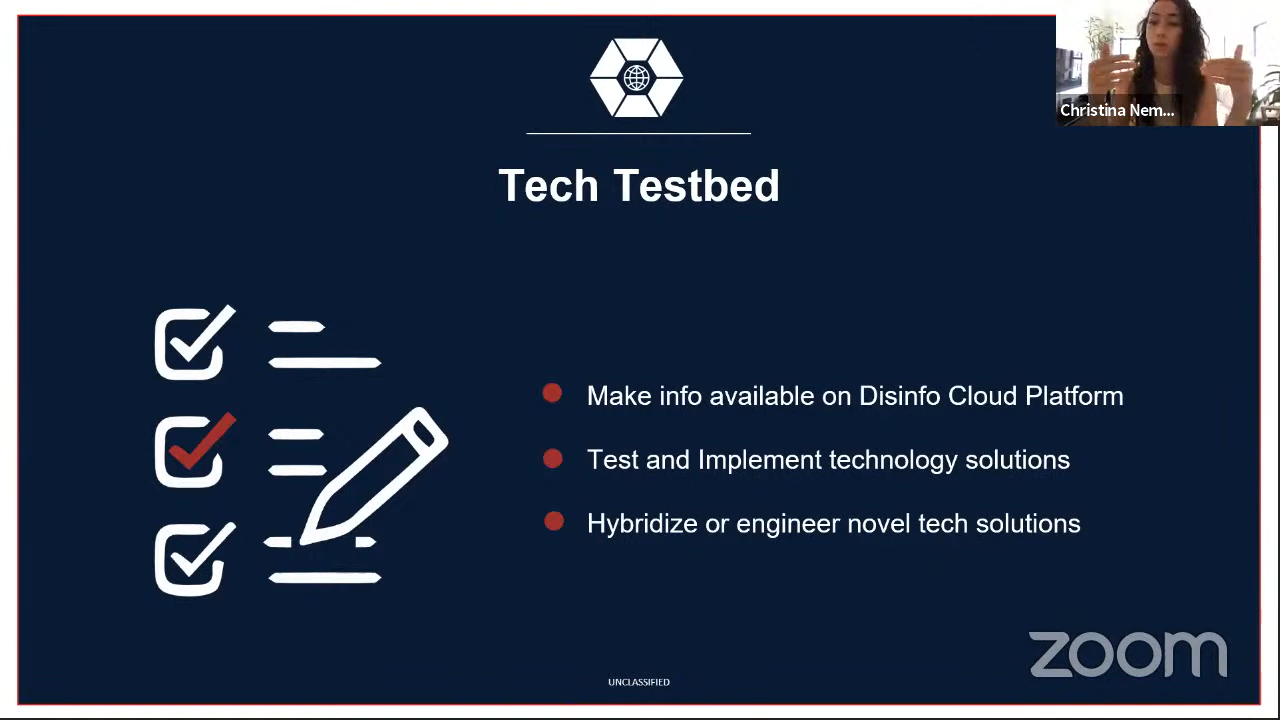 Christina Nem...
Tech Testbed
Make info available on Disinfo Cloud Platform
Test and Implement technology solutions
Hybridize or engineer novel tech solutions
zoom
UNCLASSIFIED